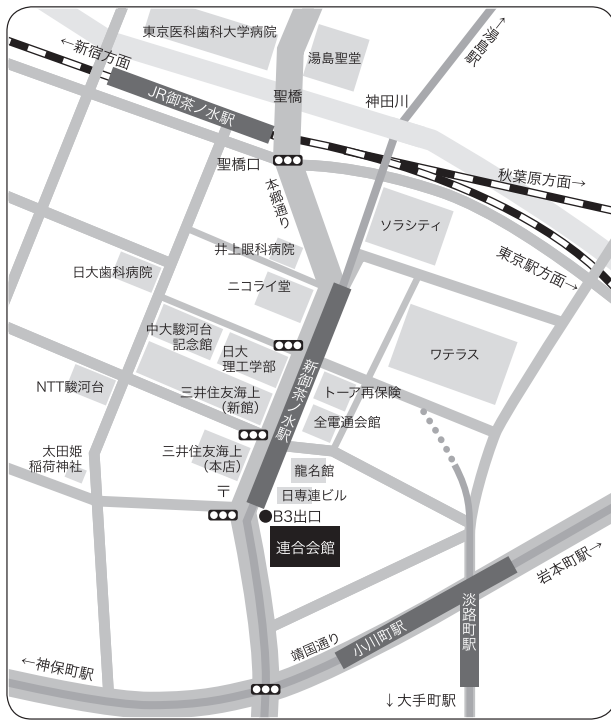 東京医科歯科大学病院
湯島聖堂
→湯島駅
←新宿方面
JR御茶ノ水駅
聖橋
神田川
聖橋口
秋葉原方面→
本郷通り
ソラシティ
井上眼科病院
東京駅方面→
日大歯科病院
ニコライ堂
中大駿河台
記念館
日大
理工学部
ワテラス
新御茶ノ水駅
NTT駿河台
三井住友海上
（新館）
トーア再保険
全電通会館
太田姫
稲荷神社
三井住友海上
（本店）
龍名館
〒
日専連ビル
B3出口
連合会館
岩本町駅→
淡路町駅
小川町駅
靖国通り
←神保町駅
↓大手町駅